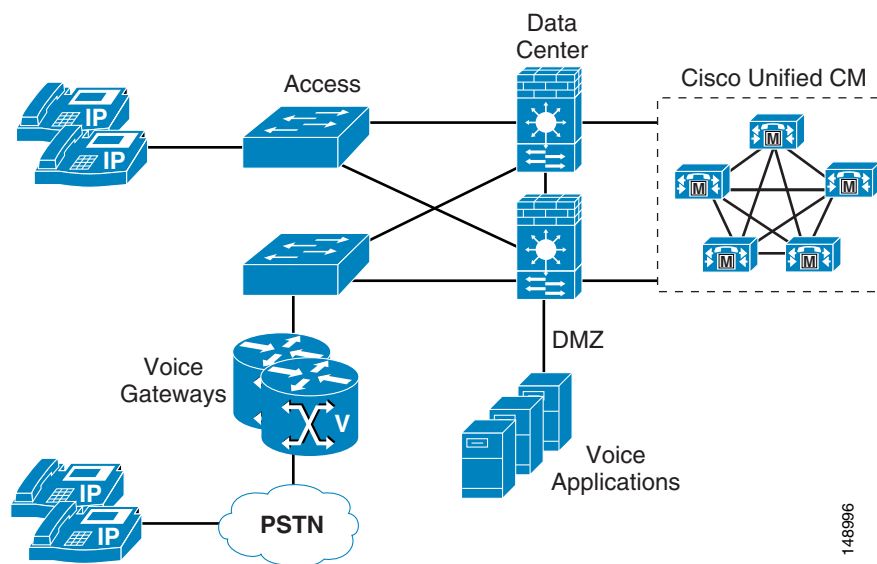 Data
Center
Access
Cisco Unified CM
IP
IP
M
M
M
M
M
DMZ
Voice
Gateways
V
Voice
Applications
IP
IP
PSTN
148996